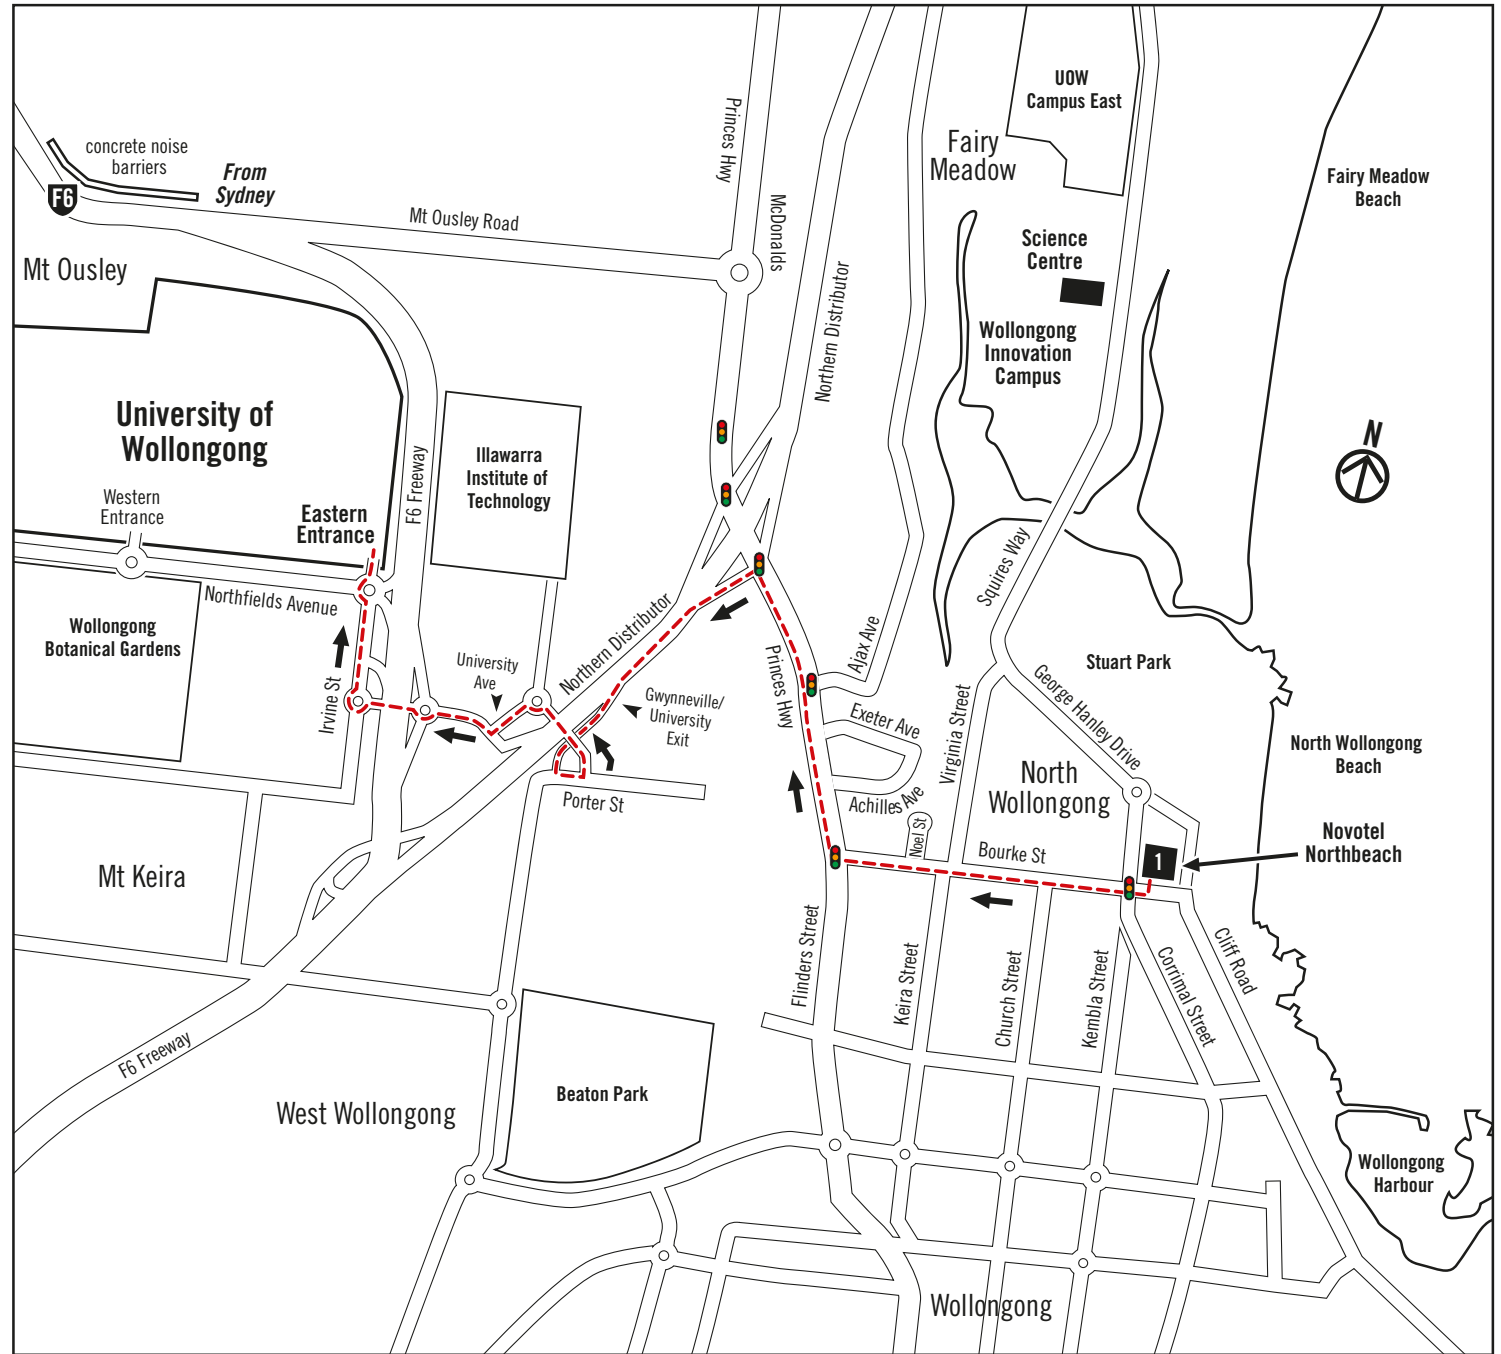 UOW
Campus East
Princes Hwy
Fairy
Meadow
concrete noise
barriers
From
Sydney
F6
Fairy Meadow
Beach
Mt Ousley Road
McDonalds
Science
Centre
Mt Ousley
Northern Distributor
Wollongong
Innovation
Campus
University of
Wollongong
N
Illawarra
Institute of
Technology
F6 Freeway
Western
Entrance
Eastern
Entrance
Squires Way
Northfields Avenue
Northern Distributor
Ajax Ave
Wollongong
Botanical Gardens
University
Ave
Stuart Park
Princes Hwy
George Hanley Drive
Irvine St
Gwynneville/
University
Exit
Exeter Ave
Virginia Street
North Wollongong
Beach
North
Wollongong
Porter St
Achilles Ave
Noel St
Novotel
Northbeach
Bourke St
1
Mt Keira
Flinders Street
Keira Street
Church Street
Kembla Street
Corrimal Street
Cliff Road
F6 Freeway
Beaton Park
West Wollongong
Wollongong
Harbour
Wollongong